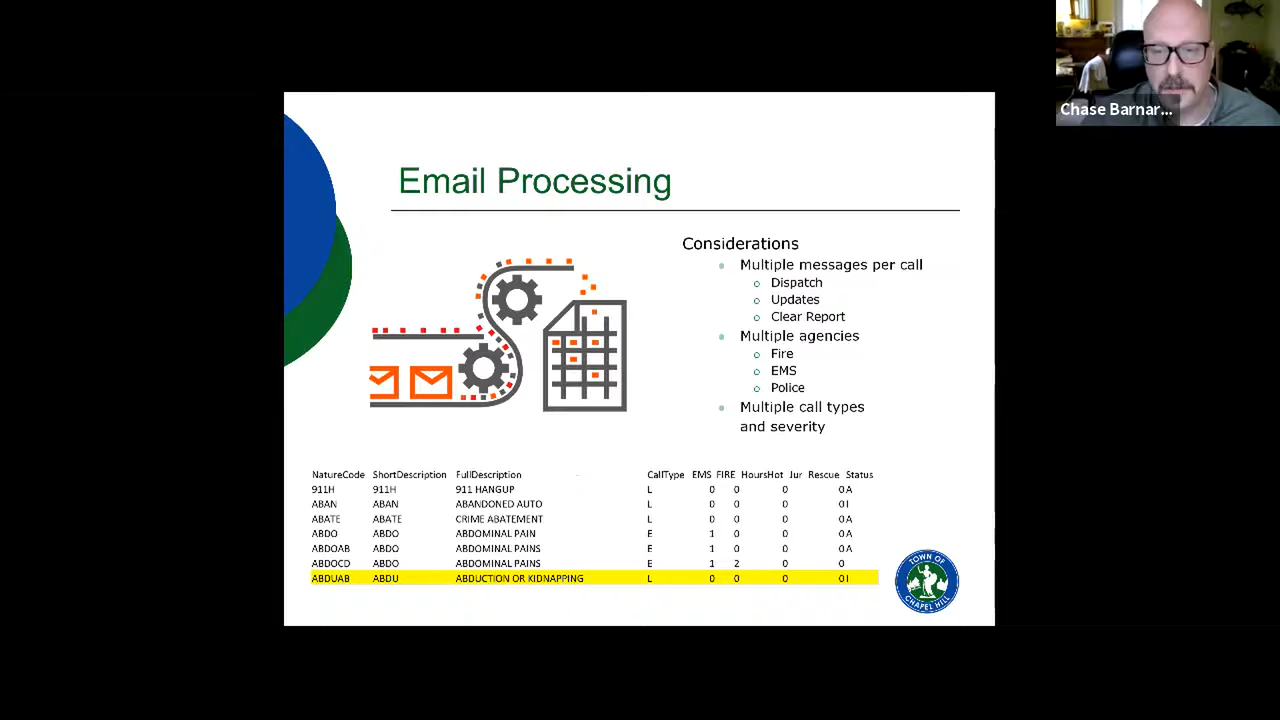 Chase Barnar...
Email Processing
Considerations
Multiple messages per call
Dispatch
Updates
Clear Report
Multiple agencies
Fire
EMS
Police
Multiple call types
and severity
NatureCode ShortDescription FullDescription CallType EMS FIRE HoursHot Jur Rescue Status
911H 911H 911 HANGUP L 0 0 0 0 A
ABAN ABAN ABANDONED AUTO L 0 0 0 0 I
ABATE ABATE CRIME ABATEMENT L 0 0 0 0 A
ABDO ABDO ABDOMINAL PAIN E 1 0 0 0 A
ABDOAB ABDO ABDOMINAL PAINS E 1 0 0 0 A
ABDOCD ABDO ABDOMINAL PAINS E 1 2 0 0
ABDUAB ABDU ABDUCTION OR KIDNAPPING L 0 0 0 0 I
TOWN OF
CHAPEL HILL